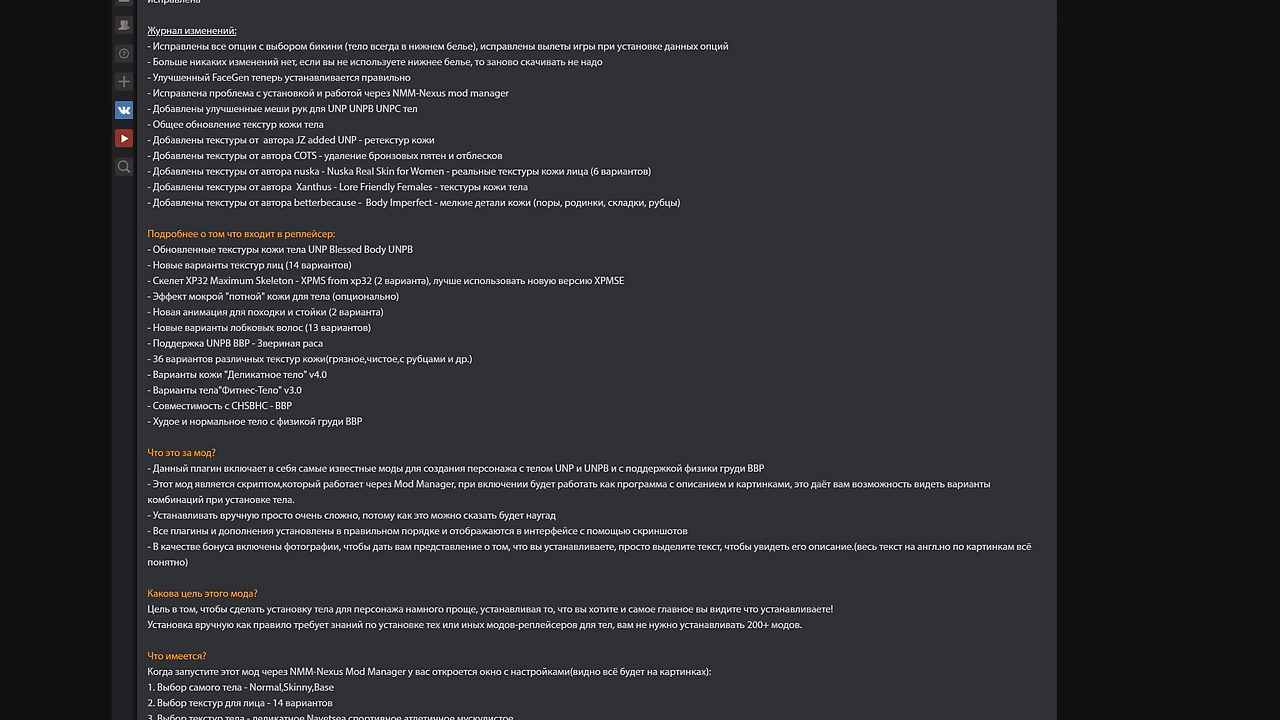 исправлена
Журнал изменений:
- Исправлены все опции с выбором бикини (тело всегда в нижнем белье), исправлены вылеты игры при установке данных опций
- Больше никаких изменений нет, если вы не используете нижнее белье, то заново скачивать не надо
- Улучшенный FaceGen теперь устанавливается правильно
- Исправлена проблема с установкой и работой через NMM-Nexus mod manager
- Добавлены улучшенные меши рук для UNP UNPB UNPC тел
- Общее обновление текстур кожи тела
- Добавлены текстуры от  автора JZ added UNP - ретекстур кожи
- Добавлены текстуры от автора COTS - удаление бронзовых пятен и отблесков
- Добавлены текстуры от автора nuska - Nuska Real Skin for Women - реальные текстуры кожи лица (6 вариантов)
- Добавлены текстуры от автора  Xanthus - Lore Friendly Females - текстуры кожи тела
- Добавлены текстуры от автора betterbecause -  Body Imperfect - мелкие детали кожи (поры, родинки, складки, рубцы)
Подробнее о том что входит в реплейсер:
- Обновленные текстуры кожи тела UNP Blessed Body UNPB
- Новые варианты текстур лиц (14 вариантов)
- Скелет XP32 Maximum Skeleton - XPMS from xp32 (2 варианта), лучше использовать новую версию XPMSE
- Эффект мокрой "потной" кожи для тела (опционально)
- Новая анимация для походки и стойки (2 варианта)
- Новые варианты лобковых волос (13 вариантов)
- Поддержка UNPB BBP - Звериная раса
- 36 вариантов различных текстур кожи(грязное,чистое,с рубцами и др.)
- Варианты кожи "Деликатное тело" v4.0
- Варианты тела"Фитнес-Тело" v3.0
- Совместимость с CHSBHC - BBP
- Худое и нормальное тело с физикой груди BBP
Что это за мод?
- Данный плагин включает в себя самые известные моды для создания персонажа с телом UNP и UNPB и с поддержкой физики груди BBP
- Этот мод является скриптом,который работает через Mod Manager, при включении будет работать как программа с описанием и картинками, это даёт вам возможность видеть варианты
комбинаций при установке тела.
- Устанавливать вручную просто очень сложно, потому как это можно сказать будет наугад
- Все плагины и дополнения установлены в правильном порядке и отображаются в интерфейсе с помощью скриншотов
- В качестве бонуса включены фотографии, чтобы дать вам представление о том, что вы устанавливаете, просто выделите текст, чтобы увидеть его описание.(весь текст на англ.но по картинкам всё
понятно)
Какова цель этого мода?
Цель в том, чтобы сделать установку тела для персонажа намного проще, устанавливая то, что вы хотите и самое главное вы видите что устанавливаете!
Установка вручную как правило требует знаний по установке тех или иных модов-реплейсеров для тел, вам не нужно устанавливать 200+ модов.
Что имеется?
Когда запустите этот мод через NMM-Nexus Mod Manager у вас откроется окно с настройками(видно всё будет на картинках):
1. Выбор самого тела - Normal,Skinny,Base
2. Выбор текстур для лица - 14 вариантов
3. Выбор текстур тела - деликатное Navetsea спортивное атлетичное мускулистое